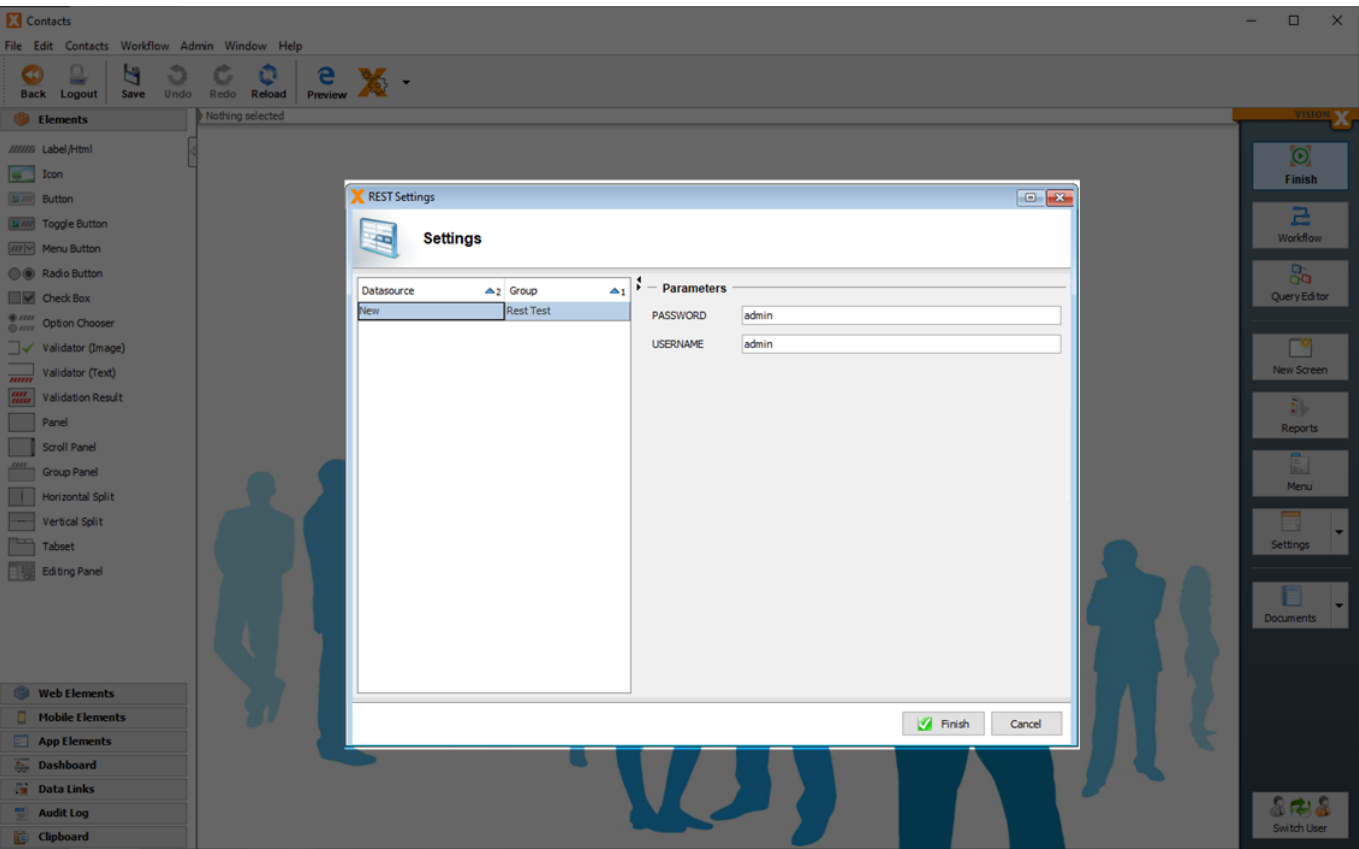 Contacts
File Edit Contacts Workflow Admin Window Help
Back Logout Save Undo Redo Reload Preview
Elements
Nothing selected
Label/Html
Icon
Button
Toggle Button
Menu Button
Radio Button
Check Box
Option Chooser
Validator (Image)
Validator (Text)
Validation Result
Panel
Scroll Panel
Group Panel
Horizontal Split
Vertical Split
Tabset
Editing Panel
Web Elements
Mobile Elements
App Elements
Dashboard
Data Links
Audit Log
Clipboard
REST Settings
Settings
Datasource 2 Group 1
New Rest Test
Parameters
PASSWORD admin
USERNAME admin
Finish Cancel
VISION X
Finish
Workflow
Query Editor
New Screen
Reports
Menu
Settings
Documents
Switch User